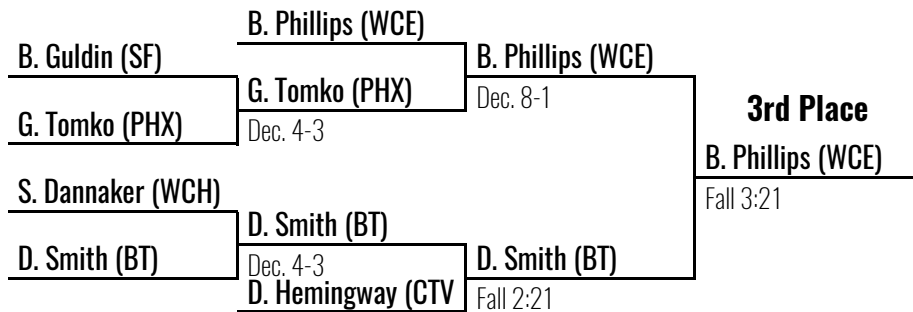 B. Phillips (WCE)
B. Guldin (SF)
B. Phillips (WCE)
G. Tomko (PHX)
Dec. 8-1
3rd Place
G. Tomko (PHX)
Dec. 4-3
B. Phillips (WCE)
S. Dannaker (WCH)
Fall 3:21
D. Smith (BT)
D. Smith (BT)
Dec. 4-3
D. Smith (BT)
D. Hemingway (CTV
Fall 2:21